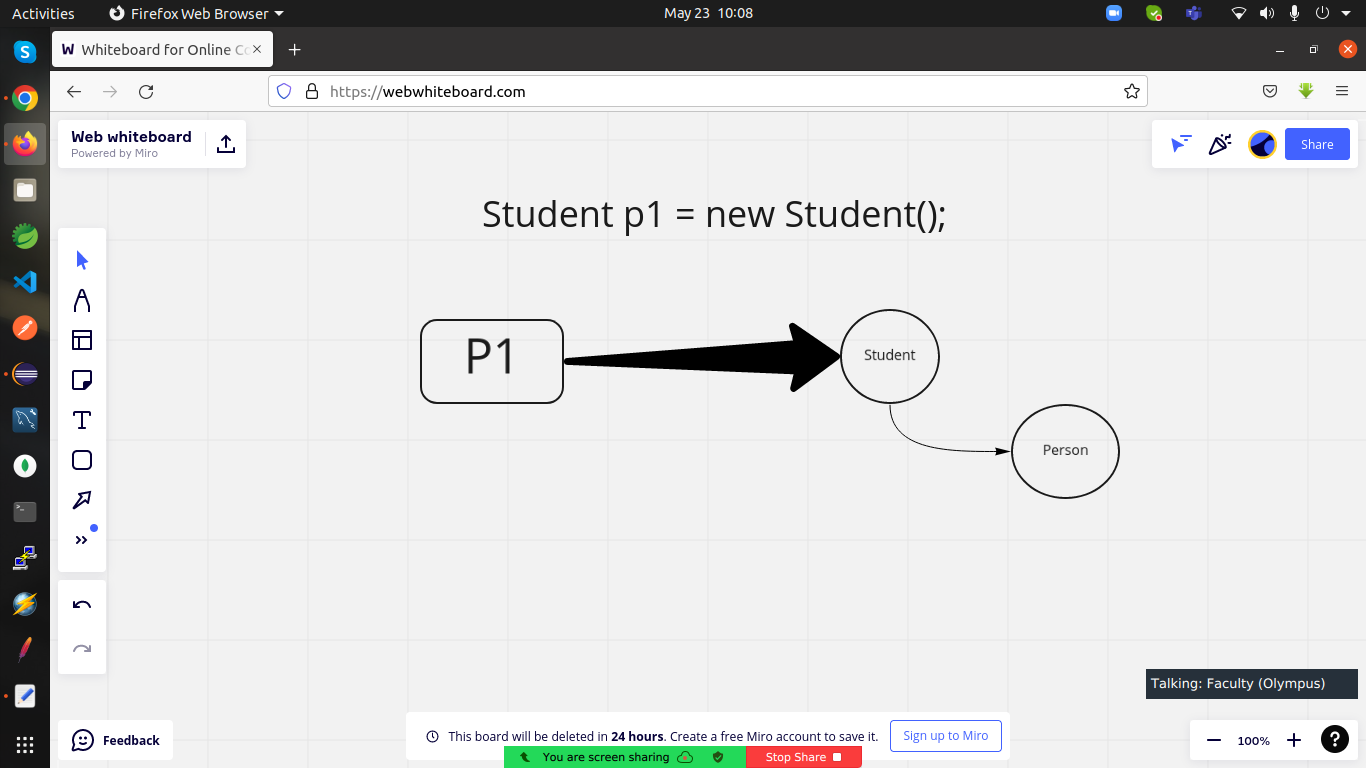 Activities
Firefox Web Browser
May 23 10:08
Whiteboard for Online Co
https://webwhiteboard.com
Web whiteboard
Powered by Miro
Share
Student p1 = new Student();
P1
Student
Person
Talking: Faculty (Olympus)
Feedback
This board will be deleted in 24 hours. Create a free Miro account to save it.
Sign up to Miro
You are screen sharing
Stop Share
100%